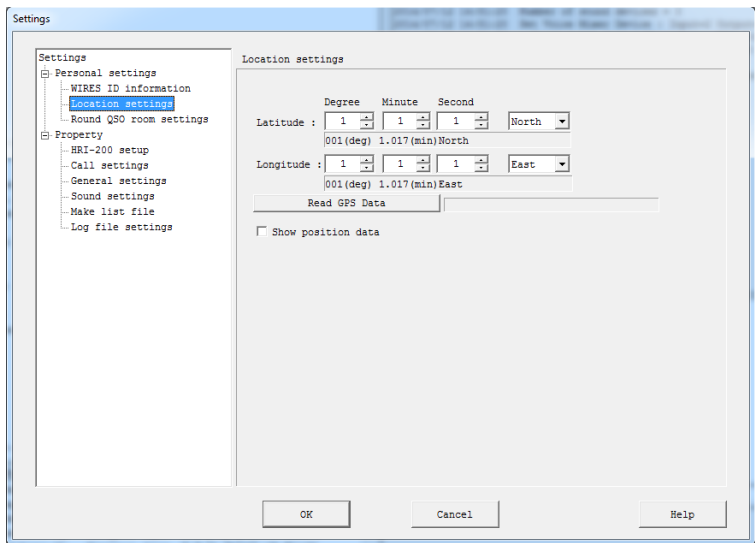 Settings
Settings
Personal settings
WIRES ID information
Location settings
Round QSO room settings
Property
HRI-200 setup
Call settings
General settings
Sound settings
Make list file
Log file settings
Location settings
Degree Minute Second
Latitude : 1 1 1 North
001(deg) 1.017(min)North
Longitude : 1 1 1 East
001(deg) 1.017(min)East
Read GPS Data
Show position data
OK Cancel Help